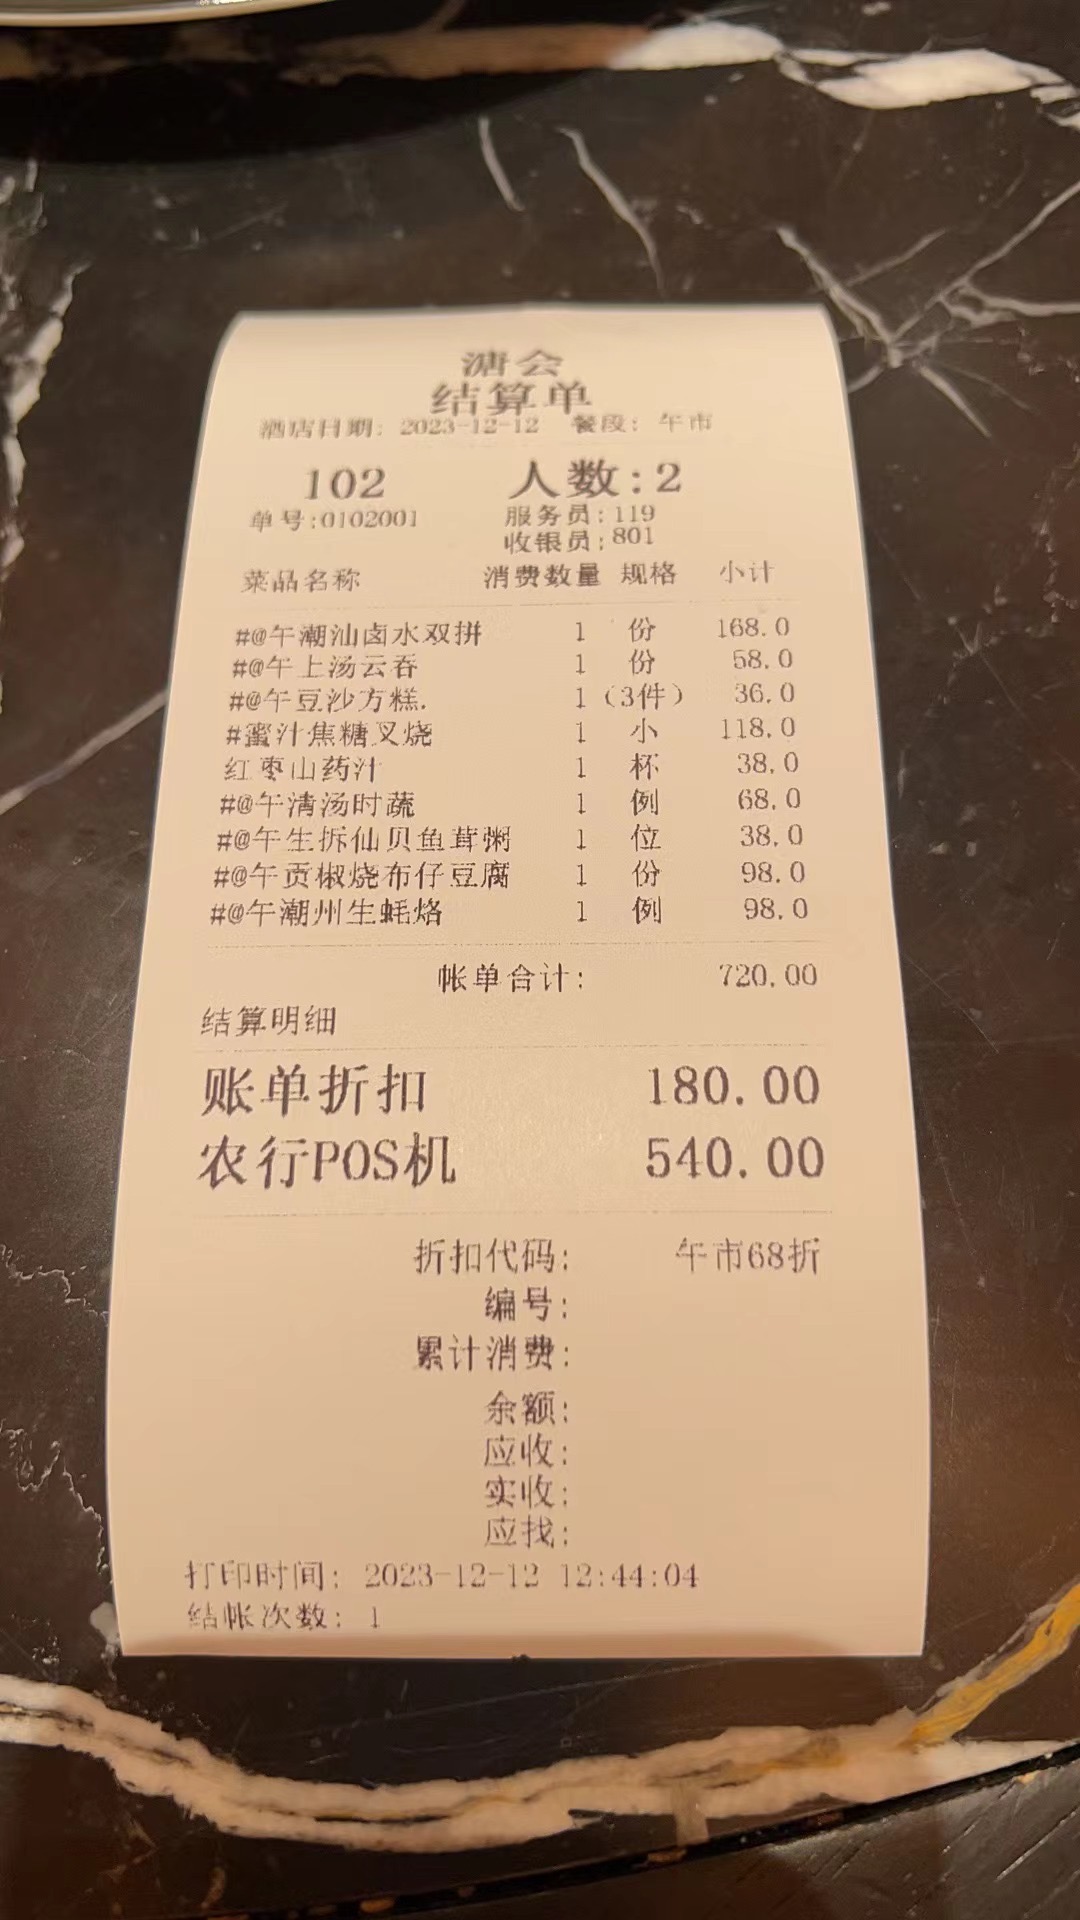 溏会
结算单
酒店日期: 2023-12-12 餐段: 午市
102 人数:2
单号:0102001 服务员:119
收银员:801
菜品名称 消费数量 规格 小计
#@午潮汕卤水双拼 1 份 168.0
#@午上汤云吞 1 份 58.0
#@午豆沙方糕. 1 (3件) 36.0
#蜜汁焦糖叉烧 1 小 118.0
红枣山药汁 1 杯 38.0
#@午清汤时蔬 1 例 68.0
#@午生拆仙贝鱼茸粥 1 位 38.0
#@午贡椒烧布仔豆腐 1 份 98.0
#@午潮州生蚝烙 1 例 98.0
帐单合计: 720.00
结算明细
账单折扣 180.00
农行POS机 540.00
折扣代码: 午市68折
编号:
累计消费:
余额:
应收:
实收:
应找:
打印时间: 2023-12-12 12:44:04
结帐次数: 1